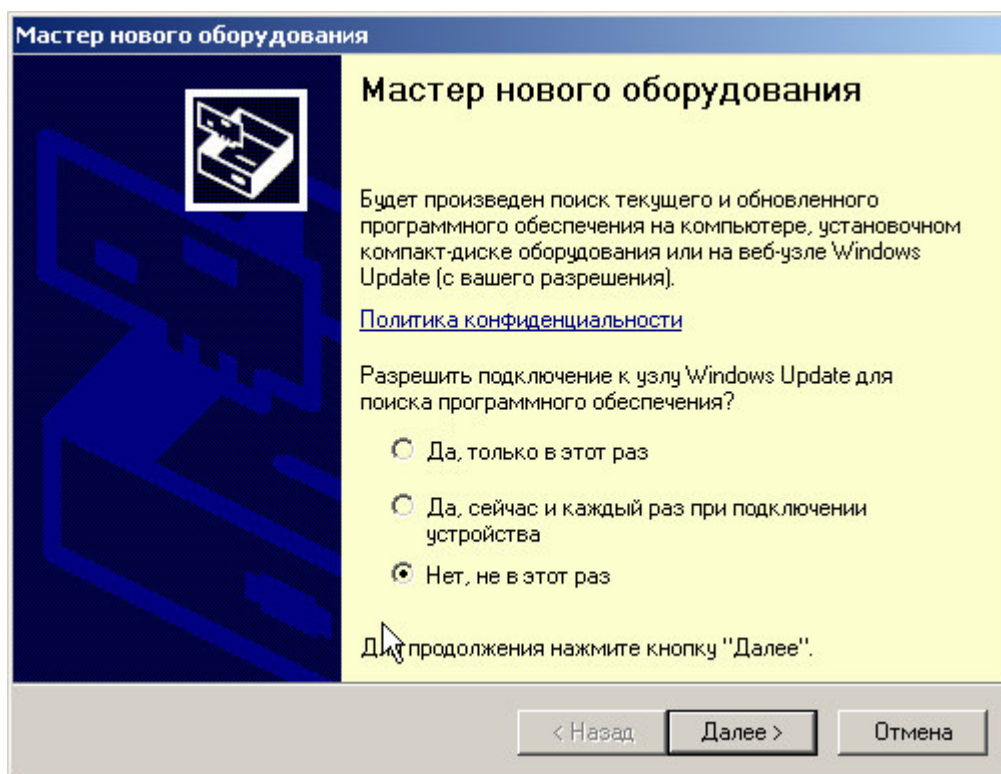 Мастер нового оборудования
Мастер нового оборудования
Будет произведен поиск текущего и обновленного
программного обеспечения на компьютере, установочном
компакт-диске оборудования или на веб-узле Windows
Update (с вашего разрешения).
Политика конфиденциальности
Разрешить подключение к узлу Windows Update для
поиска программного обеспечения?
Да, только в этот раз
Да, сейчас и каждый раз при подключении
устройства
Нет, не в этот раз
Для продолжения нажмите кнопку "Далее".
< Назад
Далее >
Отмена